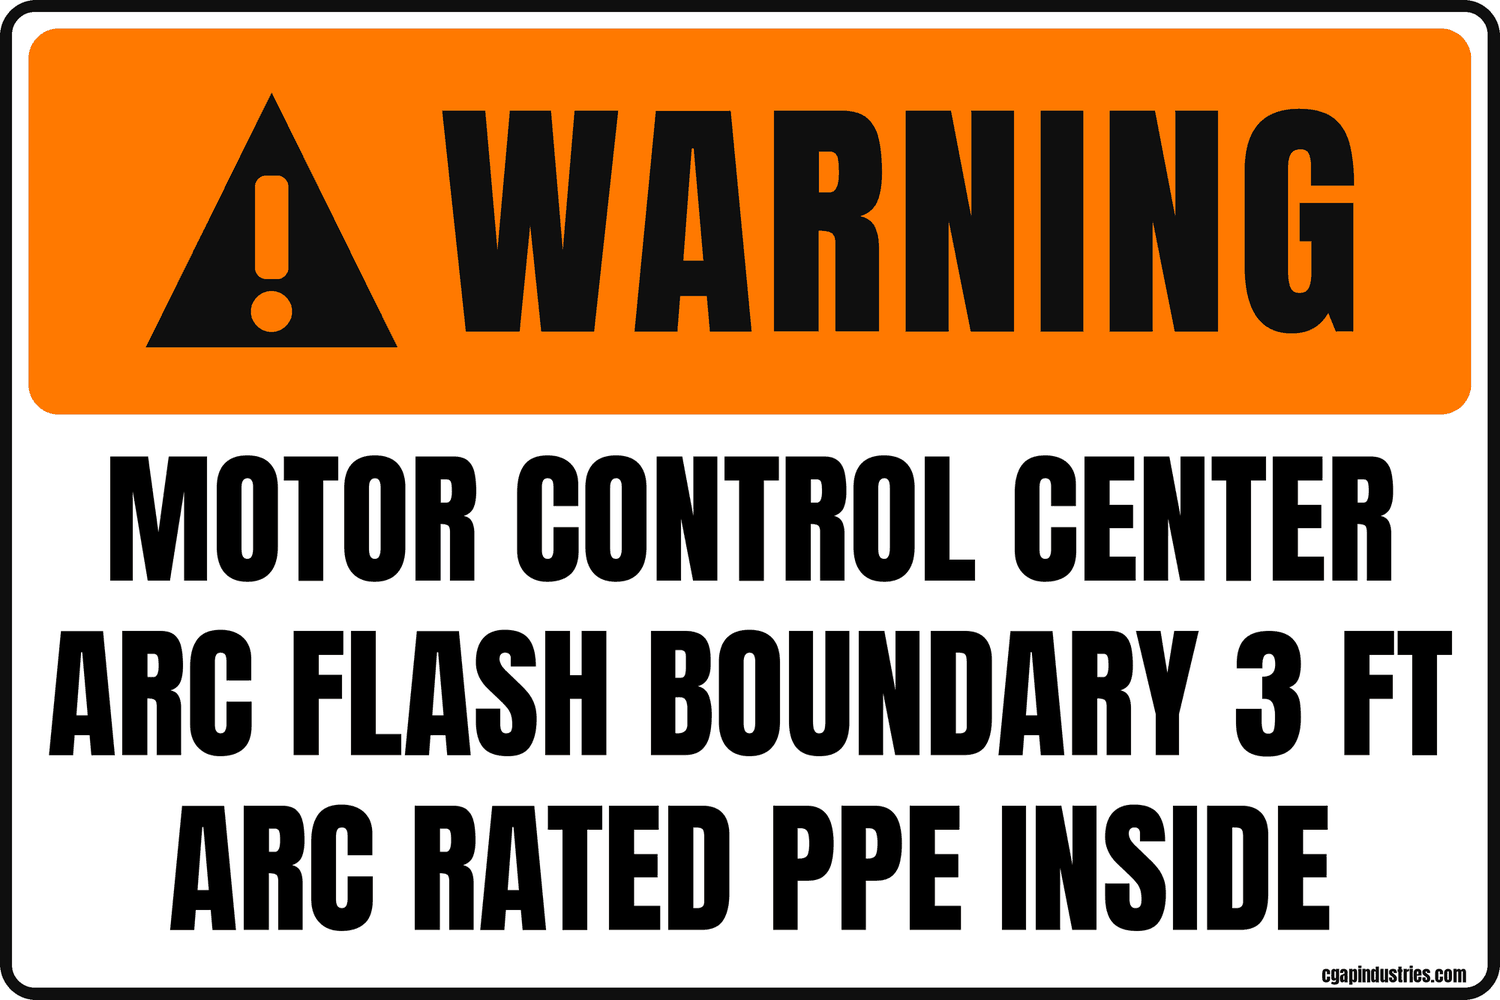 WARNING
MOTOR CONTROL CENTER
ARC FLASH BOUNDARY 3 FT
ARC RATED PPE INSIDE
cgapindustries.com